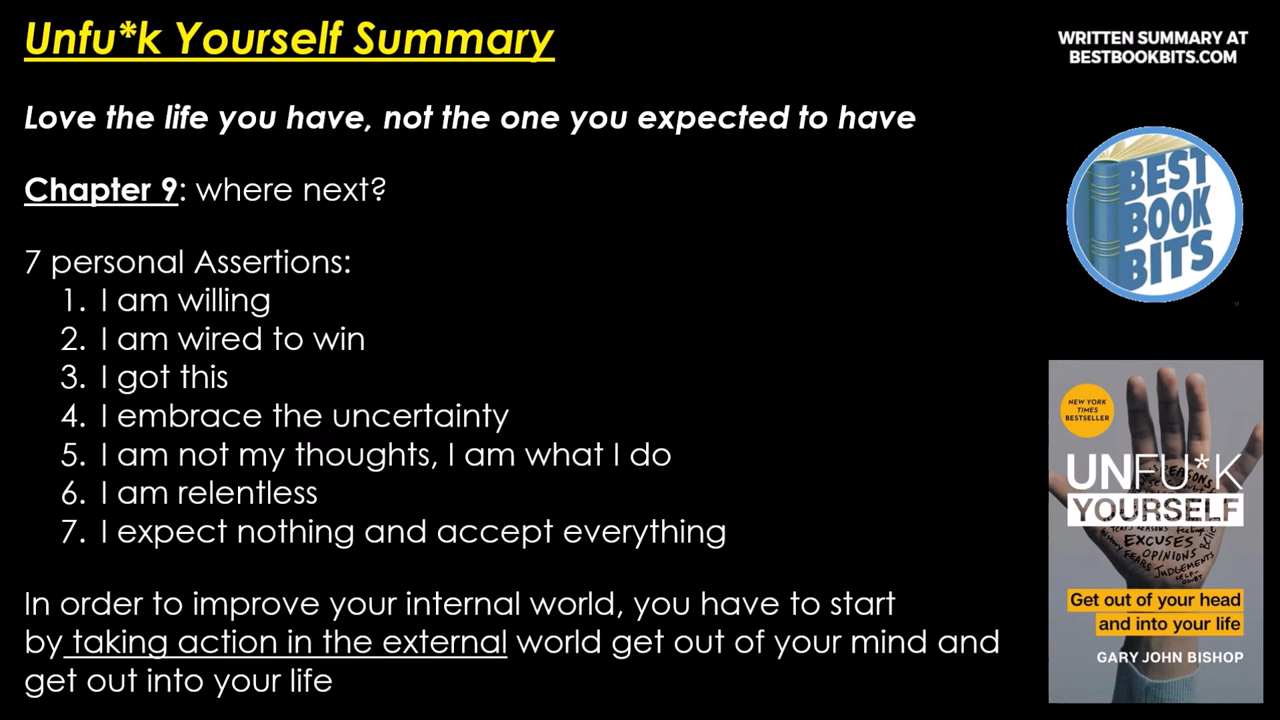 Unfu*k Yourself Summary
WRITTEN SUMMARY AT
BESTBOOKBITS.COM
Love the life you have, not the one you expected to have
Chapter 9: where next?
7 personal Assertions:
1. I am willing
2. I am wired to win
3. I got this
4. I embrace the uncertainty
5. I am not my thoughts, I am what I do
6. I am relentless
7. I expect nothing and accept everything
In order to improve your internal world, you have to start
by taking action in the external world get out of your mind and
get out into your life
BEST
BOOK
BITS
NEW YORK
TIMES
BESTSELLER
UNFU*K
YOURSELF
REASONS
EXCUSES
OPINIONS
FEARS JUDGEMENTS
SELF-
DOUBT
Get out of your head
and into your life
GARY JOHN BISHOP